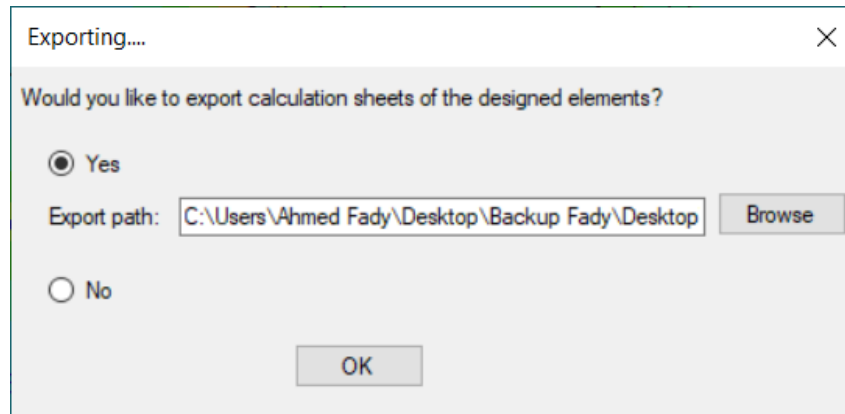 Exporting....
Would you like to export calculation sheets of the designed elements?
Yes
Export path: C:\Users\Ahmed Fady\Desktop\Backup Fady\Desktop Browse
No
OK